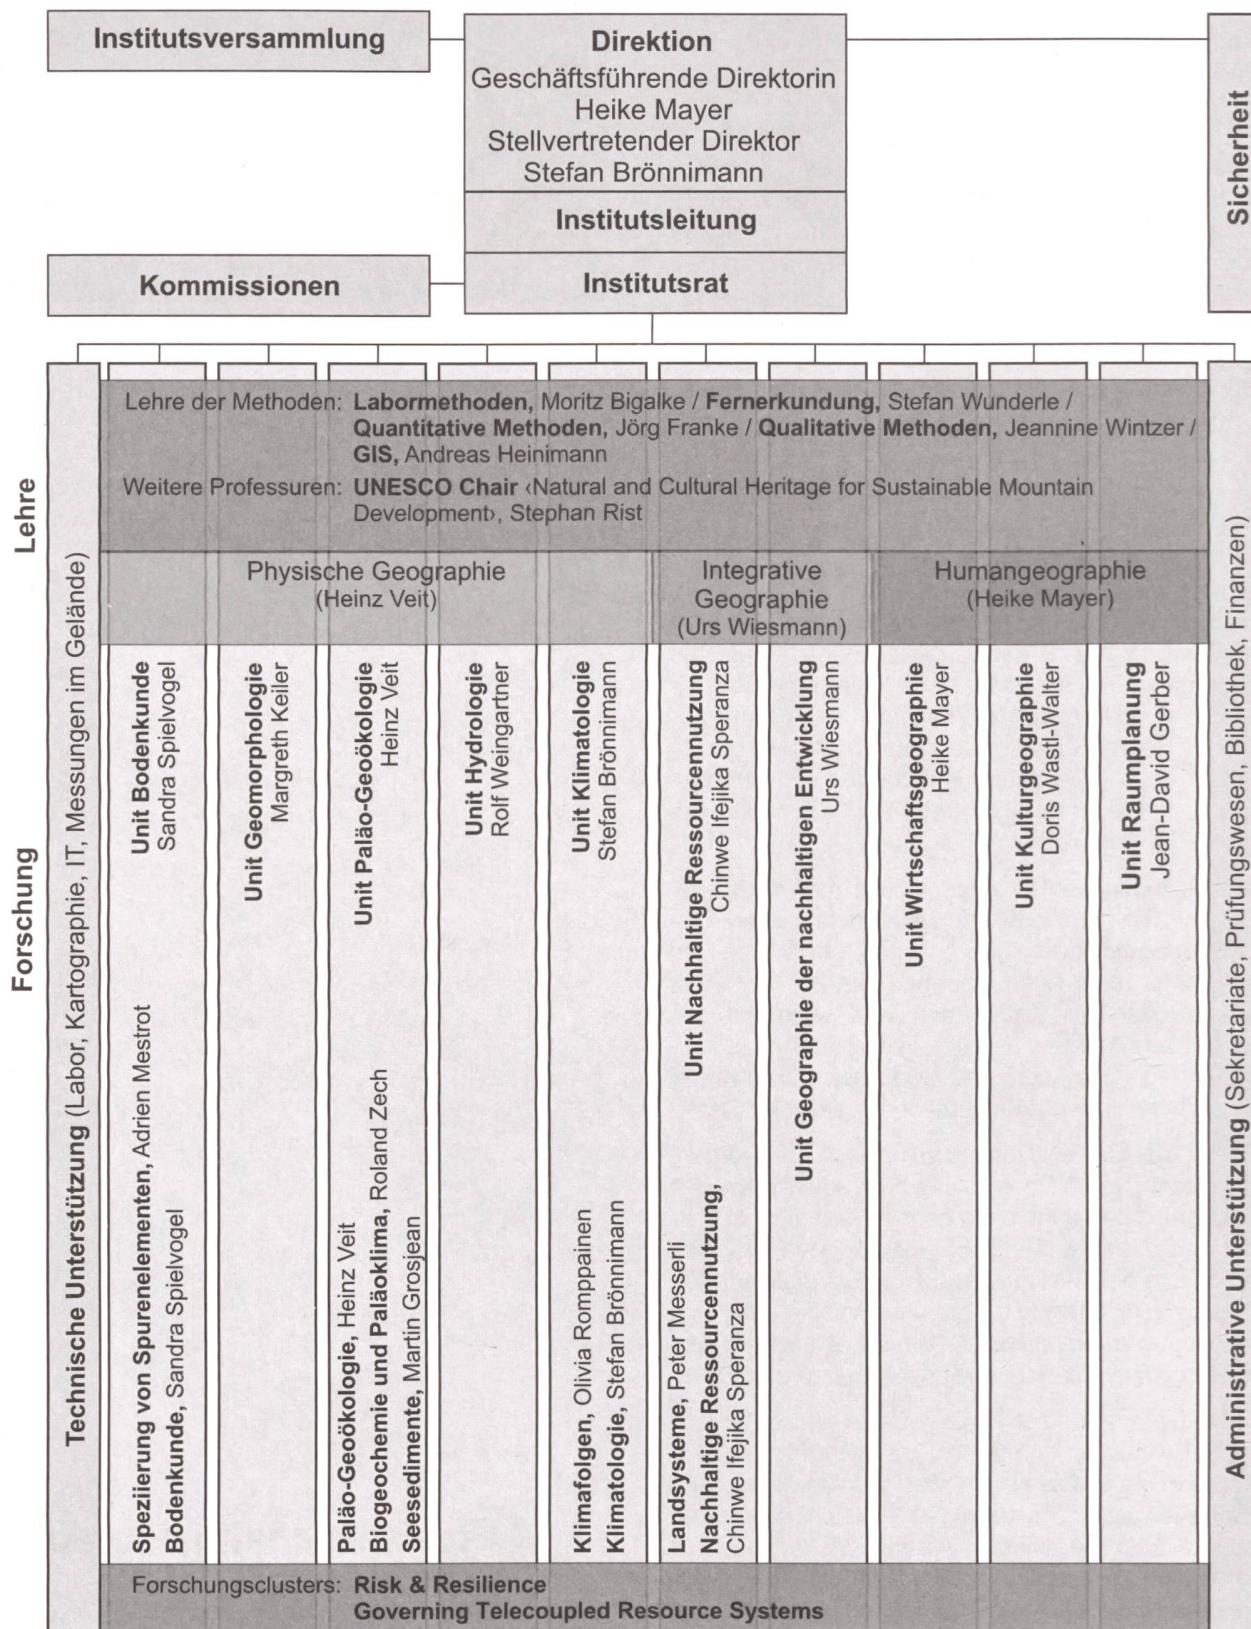 Institutsversammlung
Direktion
Geschäftsführende Direktorin
Heike Mayer
Stellvertretender Direktor
Stefan Brönnimann
Institutsleitung
Institutsrat
Kommissionen
Sicherheit
Lehre
Forschung
Technische Unterstützung (Labor, Kartographie, IT, Messungen im Gelände)
Lehre der Methoden: Labormethoden, Moritz Bigalke / Fernerkundung, Stefan Wunderle /
Quantitative Methoden, Jörg Franke / Qualitative Methoden, Jeannine Wintzer /
GIS, Andreas Heinimann
Weitere Professuren: UNESCO Chair ‹Natural and Cultural Heritage for Sustainable Mountain
Development›, Stephan Rist
Physische Geographie
(Heinz Veit)
Integrative
Geographie
(Urs Wiesmann)
Humangeographie
(Heike Mayer)
Unit Bodenkunde
Sandra Spielvogel
Unit Geomorphologie
Margreth Keiler
Unit Paläo-Geoökologie
Heinz Veit
Unit Hydrologie
Rolf Weingartner
Unit Klimatologie
Stefan Brönnimann
Unit Nachhaltige Ressourcennutzung
Chinwe Ifejika Speranza
Unit Geographie der nachhaltigen Entwicklung
Urs Wiesmann
Unit Wirtschaftsgeographie
Heike Mayer
Unit Kulturgeographie
Doris Wastl-Walter
Unit Raumplanung
Jean-David Gerber
Speziierung von Spurenelementen, Adrien Mestrot
Bodenkunde, Sandra Spielvogel
Paläo-Geoökologie, Heinz Veit
Biogeochemie und Paläoklima, Roland Zech
Seesedimente, Martin Grosjean
Klimafolgen, Olivia Romppainen
Klimatologie, Stefan Brönnimann
Landsysteme, Peter Messerli
Nachhaltige Ressourcennutzung,
Chinwe Ifejika Speranza
Administrative Unterstützung (Sekretariate, Prüfungswesen, Bibliothek, Finanzen)
Forschungsclusters: Risk & Resilience
Governing Telecoupled Resource Systems